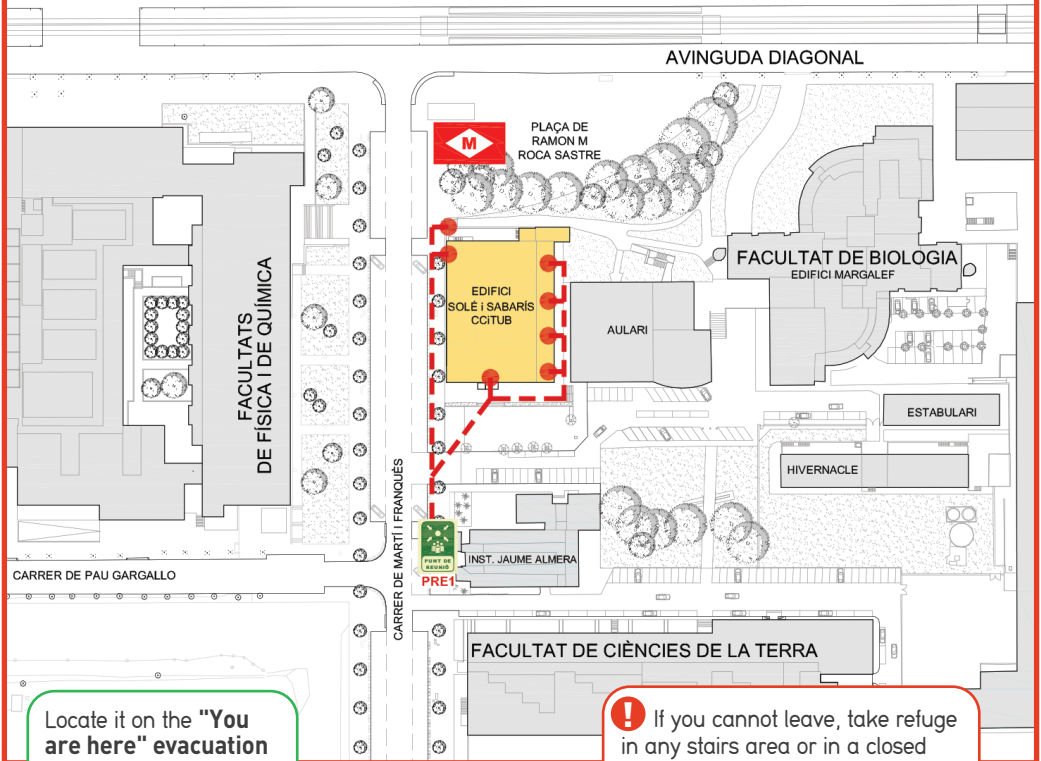 AVINGUDA DIAGONAL
M
PLAÇA DE
RAMON M
ROCA SASTRE
FACULTATS
DE FÍSICA I DE QUÍMICA
EDIFICI
SOLÉ i SABARÍS
CCiTUB
AULARI
FACULTAT DE BIOLOGIA
EDIFICI MARGALEF
ESTABULARI
HIVERNACLE
CARRER DE MARTÍ I FRANQUÈS
PUNT DE
REUNIÓ
PRE1
INST. JAUME ALMERA
CARRER DE PAU GARGALLO
FACULTAT DE CIÈNCIES DE LA TERRA
Locate it on the "You
are here" evacuation
! If you cannot leave, take refuge
in any stairs area or in a closed